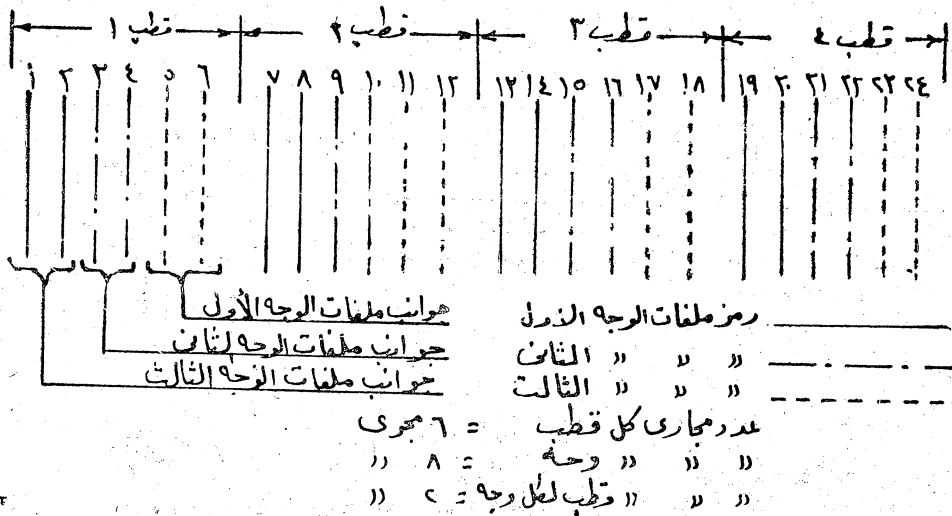 قطب ١ قطب ٢ قطب ٣ قطب ٤
١ ٢ ٣ ٤ ٥ ٦ ٧ ٨ ٩ ١٠ ١١ ١٢ ١٣ ١٤ ١٥ ١٦ ١٧ ١٨ ١٩ ٢٠ ٢١ ٢٢ ٢٣ ٢٤
رمز ملفات الوجه الأول
〃 〃 〃 الثانى
〃 〃 〃 الثالث
جوانب ملفات الوجه الأول
جوانب ملفات الوجه الثانى
جوانب ملفات الوجه الثالث
عدد مجارى كل قطب = ٦ مجرى
〃 〃 〃 وجه = ٨ 〃
〃 〃 〃 قطب لكل وجه = ٢ 〃